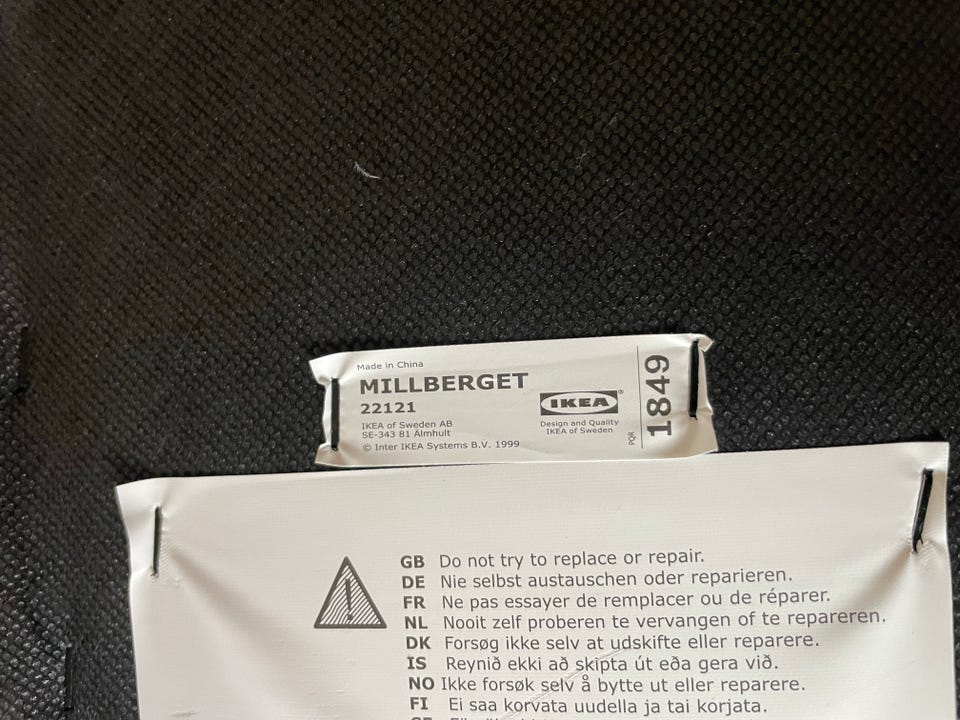 Made in China
MILLBERGET
22121
IKEA of Sweden AB
SE-343 81 Älmhult
© Inter IKEA Systems B.V. 1999
IKEA®
Design and Quality
IKEA of Sweden
PQR
1849
GB Do not try to replace or repair.
DE Nie selbst austauschen oder reparieren.
FR Ne pas essayer de remplacer ou de réparer.
NL Nooit zelf proberen te vervangen of te repareren.
DK Forsøg ikke selv at udskifte eller reparere.
IS Reynið ekki að skipta út eða gera við.
NO Ikke forsøk selv å bytte ut eller reparere.
FI Ei saa korvata uudella ja tai korjata.